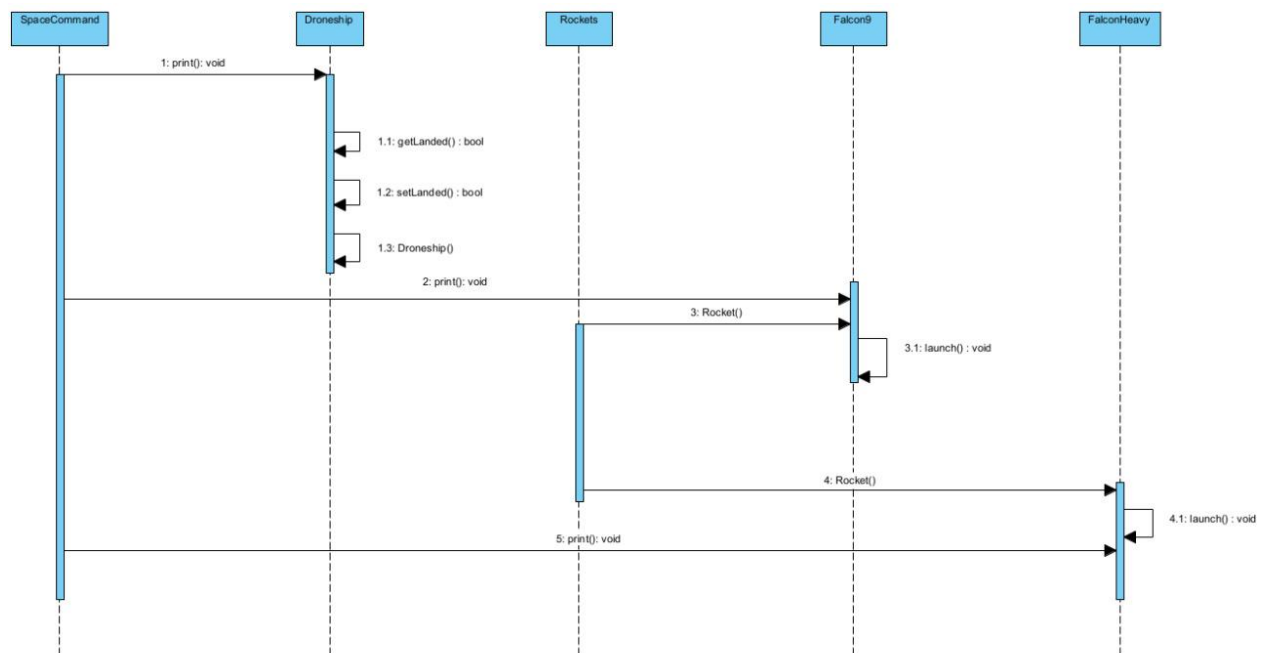 SpaceCommand
Droneship
Rockets
Falcon9
FalconHeavy
1: print(): void
1.1: getLanded() : bool
1.2: setLanded() : bool
1.3: Droneship()
2: print(): void
3: Rocket()
3.1: launch() : void
4: Rocket()
4.1: launch() : void
5: print(): void